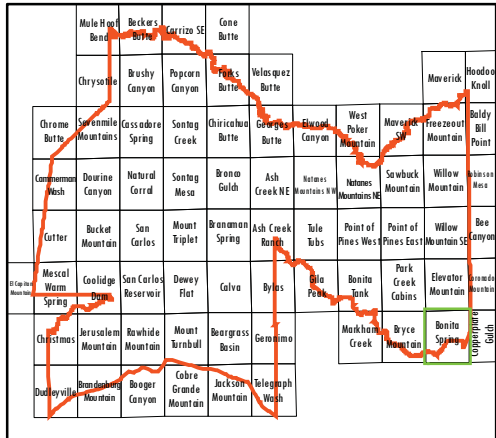 Mule Hoof Bend
Beckers Butte
Carrizo SE
Cone Butte
Chrysotile
Brushy Canyon
Popcorn Canyon
Forks Butte
Velasquez Butte
Maverick
Hoodoo Knoll
Chrome Butte
Sevenmile Mountains
Cassadore Spring
Sontag Creek
Chiricahua Butte
Georges Butte
Elwood Canyon
West Poker Mountain
Maverick SW
Freezeout Mountain
Baldy Bill Point
Cammerman Wash
Dourine Canyon
Natural Corral
Sontag Mesa
Bronco Gulch
Ash Creek NE
Natanes Mountains NW
Natanes Mountains NE
Sawbuck Mountain
Willow Mountain
Robinson Mesa
Cutter
Bucket Mountain
San Carlos
Mount Triplet
Branaman Spring
Ash Creek Ranch
Tule Tubs
Point of Pines West
Point of Pines East
Willow Mountain SE
Bee Canyon
El Capitan Mountain
Mescal Warm Spring
Coolidge Dam
San Carlos Reservoir
Dewey Flat
Calva
Bylas
Gila Peak
Bonita Tank
Park Creek Cabins
Elevator Mountain
Coronado Mountain
Christmas
Jerusalem Mountain
Rawhide Mountain
Mount Turnbull
Beargrass Basin
Geronimo
Markham Creek
Bryce Mountain
Bonita Spring
Copperplate Gulch
Dudleyville
Brandenburg Mountain
Booger Canyon
Cobre Grande Mountain
Jackson Mountain
Telegraph Wash